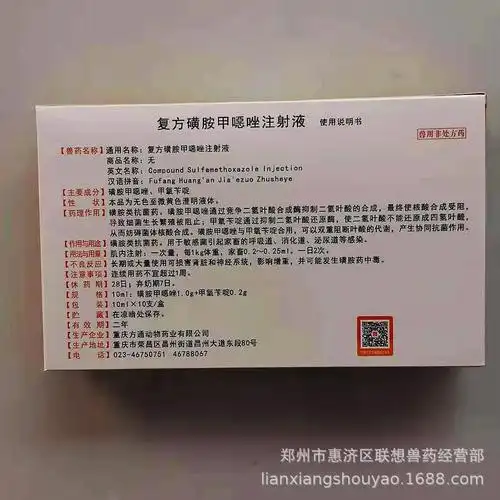 复方磺胺甲噁唑注射液 使用说明书
兽用非处方药
【兽药名称】通用名称：复方磺胺甲噁唑注射液
商品名称：无
英文名称：Compound Sulfamethoxazole Injection
汉语拼音：Fufang Huang'an Jia'ezuo Zhusheye
【主要成分】磺胺甲噁唑、甲氧苄啶
【性 状】本品为无色至微黄色澄明液体。
【药理作用】磺胺类抗菌药。磺胺甲噁唑通过竞争二氢叶酸合成酶抑制二氢叶酸的合成，最终使核酸合成受阻，
导致细菌生长繁殖被阻止；甲氧苄啶通过抑制二氢叶酸还原酶，使二氢叶酸不能还原成四氢叶酸，
从而妨碍菌体核酸合成。磺胺甲噁唑与甲氧苄啶合用，可以双重阻断叶酸的代谢，产生协同抗菌作用。
【作用与用途】磺胺类抗菌药。用于敏感菌引起家畜的呼吸道、消化道、泌尿道等感染。
【用法与用量】肌内注射：一次量，每1kg体重，家畜0.2～0.25ml。一日2次。
【不良反应】长期或大量使用可损害肾脏和神经系统，影响增重，并可能发生磺胺药中毒。
【注意事项】连续用药不宜超过1周。
【休 药 期】28日；弃奶期7日。
【规 格】10ml：磺胺甲噁唑1.0g+甲氧苄啶0.2g
【包 装】10ml×10支/盒
【贮 藏】在凉暗处保存。
【有 效 期】二年
【生产企业】重庆方通动物药业有限公司
【生产地址】重庆市荣昌区昌州街道昌州大道东段80号
【电 话】023-46750751 46788067
郑州市惠济区联想兽药经营部
lianxiangshouyao.1688.com